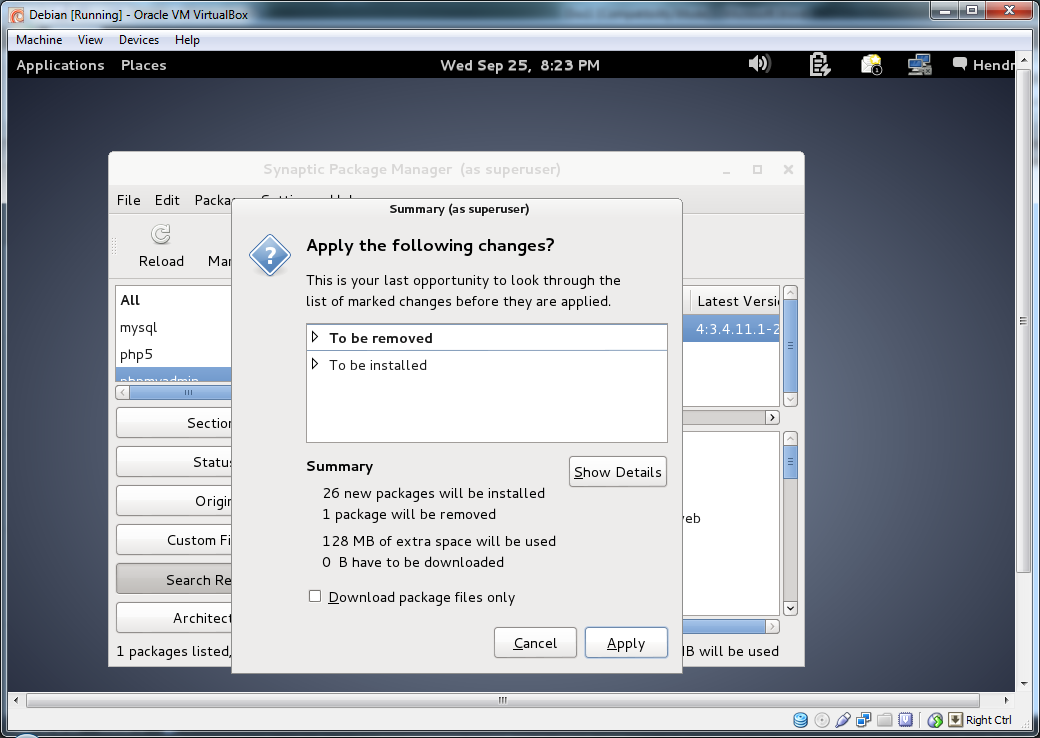 Debian [Running] - Oracle VM VirtualBox
Machine View Devices Help
Applications Places Wed Sep 25, 8:23 PM Hendr
Synaptic Package Manager (as superuser)
File Edit
Summary (as superuser)
Apply the following changes?
This is your last opportunity to look through the
list of marked changes before they are applied.
Reload
All
mysql
php5
phpmyadmin
Latest Versi
4:3.4.11.1-2
To be removed
To be installed
Section
Status
Origin
Custom Fi
Search Re
Architect
Summary
Show Details
26 new packages will be installed
1 package will be removed
128 MB of extra space will be used
0 B have to be downloaded
Download package files only
Cancel Apply
1 packages listed,
B will be used
Right Ctrl